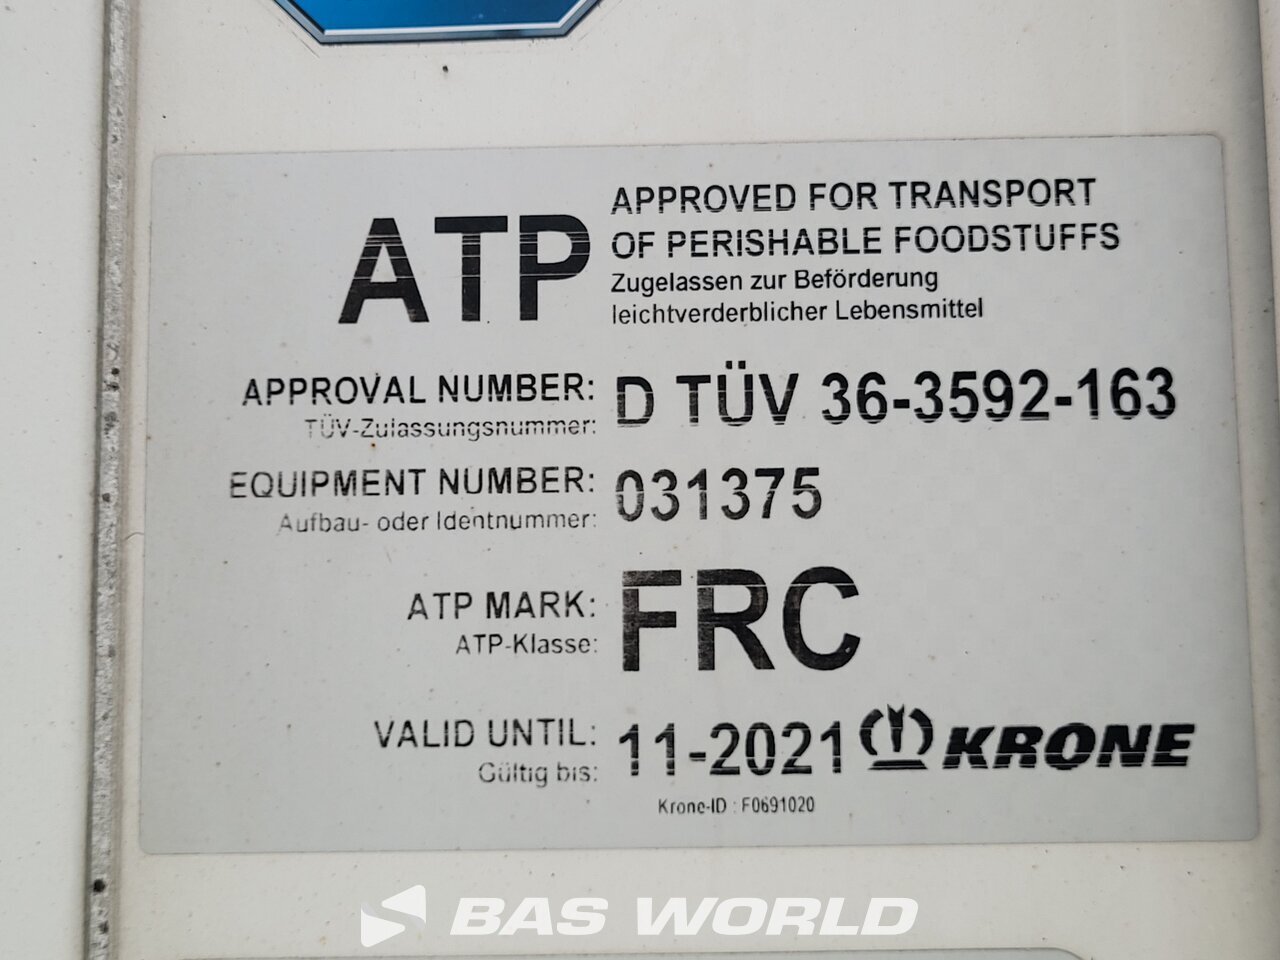 ATP
APPROVED FOR TRANSPORT
OF PERISHABLE FOODSTUFFS
Zugelassen zur Beförderung
leichtverderblicher Lebensmittel
APPROVAL NUMBER: D TÜV 36-3592-163
TÜV-Zulassungsnummer:
EQUIPMENT NUMBER: 031375
Aufbau- oder Identnummer:
ATP MARK: FRC
ATP-Klasse:
VALID UNTIL: 11-2021 KRONE
Gültig bis:
Krone-ID : F0691020
BAS WORLD